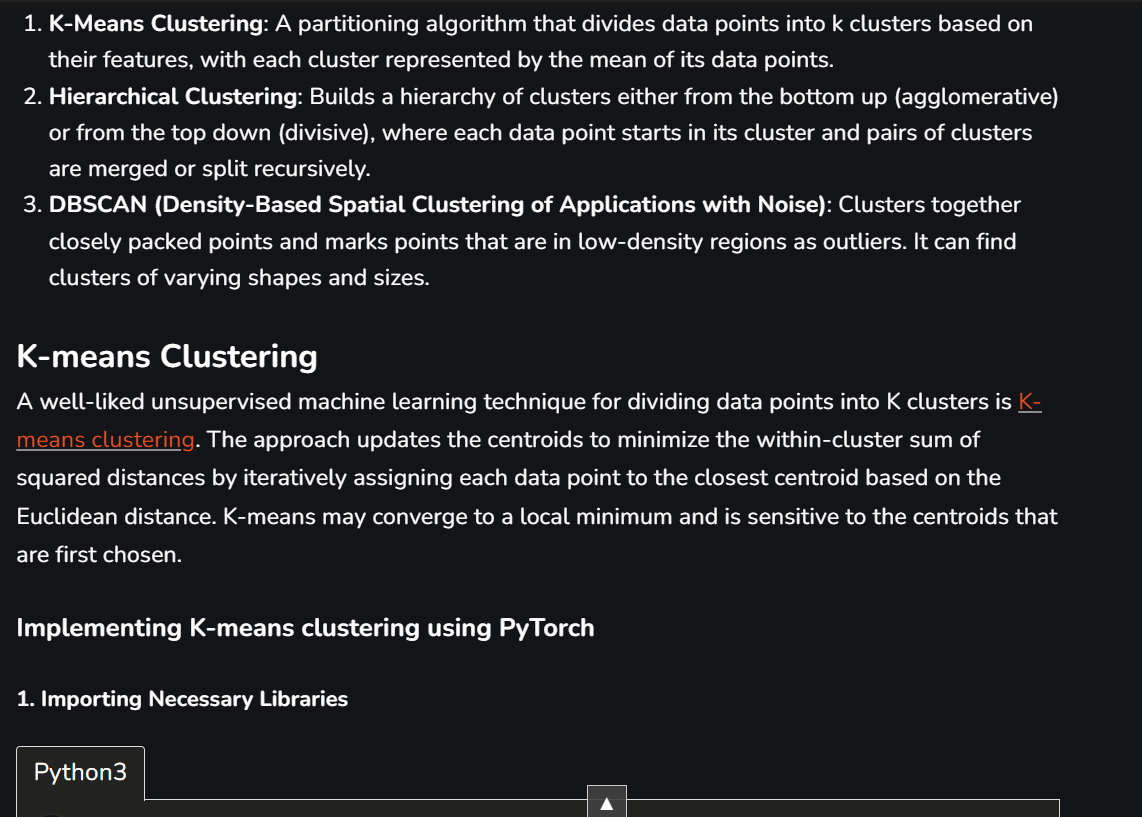 1. K-Means Clustering: A partitioning algorithm that divides data points into k clusters based on
their features, with each cluster represented by the mean of its data points.
2. Hierarchical Clustering: Builds a hierarchy of clusters either from the bottom up (agglomerative)
or from the top down (divisive), where each data point starts in its cluster and pairs of clusters
are merged or split recursively.
3. DBSCAN (Density-Based Spatial Clustering of Applications with Noise): Clusters together
closely packed points and marks points that are in low-density regions as outliers. It can find
clusters of varying shapes and sizes.
K-means Clustering
A well-liked unsupervised machine learning technique for dividing data points into K clusters is K-
means clustering. The approach updates the centroids to minimize the within-cluster sum of
squared distances by iteratively assigning each data point to the closest centroid based on the
Euclidean distance. K-means may converge to a local minimum and is sensitive to the centroids that
are first chosen.
Implementing K-means clustering using PyTorch
1. Importing Necessary Libraries
Python3